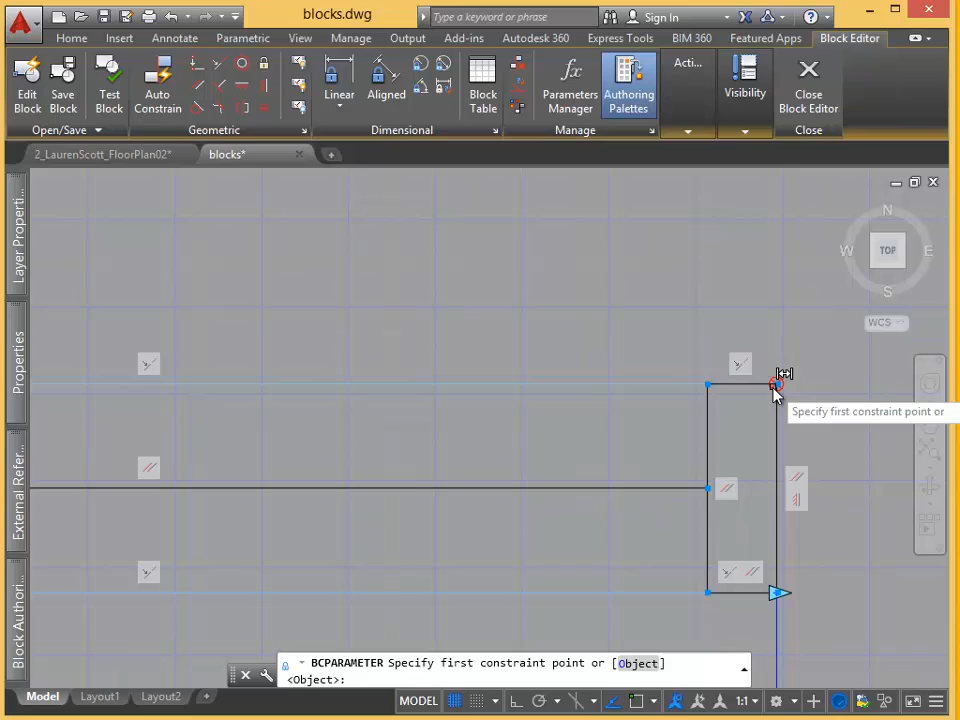 blocks.dwg
Type a keyword or phrase
Sign In
Home Insert Annotate Parametric View Manage Output Add-ins Autodesk 360 Express Tools BIM 360 Featured Apps Block Editor
Edit Block
Save Block
Test Block
Auto Constrain
Linear
Aligned
Block Table
Parameters Manager
Authoring Palettes
Acti...
Visibility
Close Block Editor
Open/Save Geometric Dimensional Manage Close
2_LaurenScott_FloorPlan02* blocks*
Layer Properti...
Properties
External Refer...
Block Authori...
N
W TOP E
S
WCS
Specify first constraint point or
BCPARAMETER Specify first constraint point or [Object]
<Object>:
Model Layout1 Layout2 +
MODEL 1:1